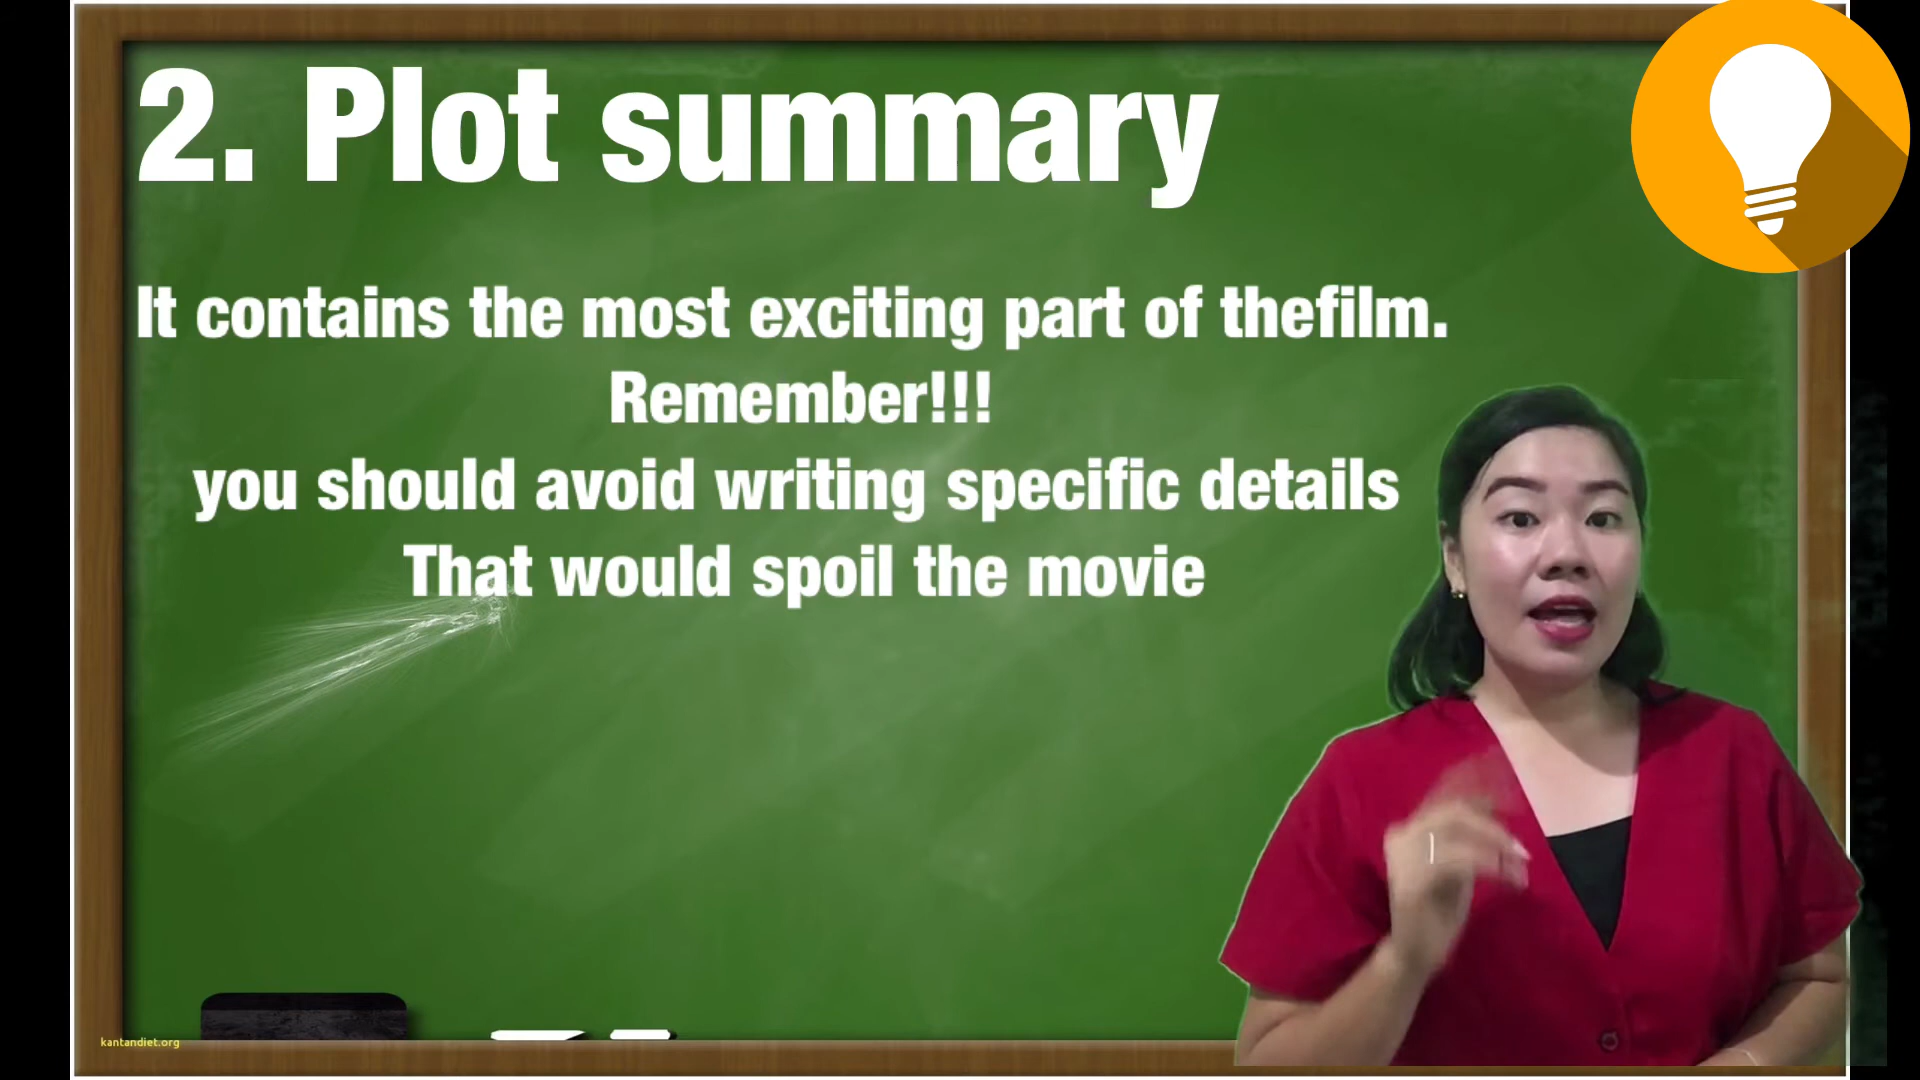 2. Plot summary
It contains the most exciting part of thefilm.
Remember!!!
you should avoid writing specific details
That would spoil the movie
kantandiet.org